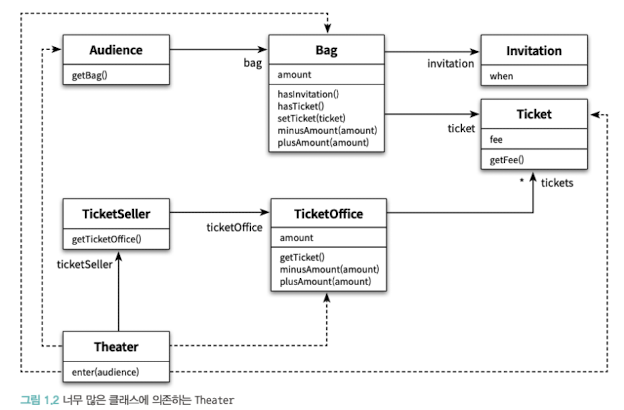 Audience
getBag()
bag
Bag
amount
hasInvitation()
hasTicket()
setTicket(ticket)
minusAmount(amount)
plusAmount(amount)
invitation
Invitation
when
ticket
Ticket
fee
getFee()
* tickets
TicketSeller
getTicketOffice()
ticketOffice
TicketOffice
amount
getTicket()
minusAmount(amount)
plusAmount(amount)
ticketSeller
Theater
enter(audience)
그림 1.2 너무 많은 클래스에 의존하는 Theater